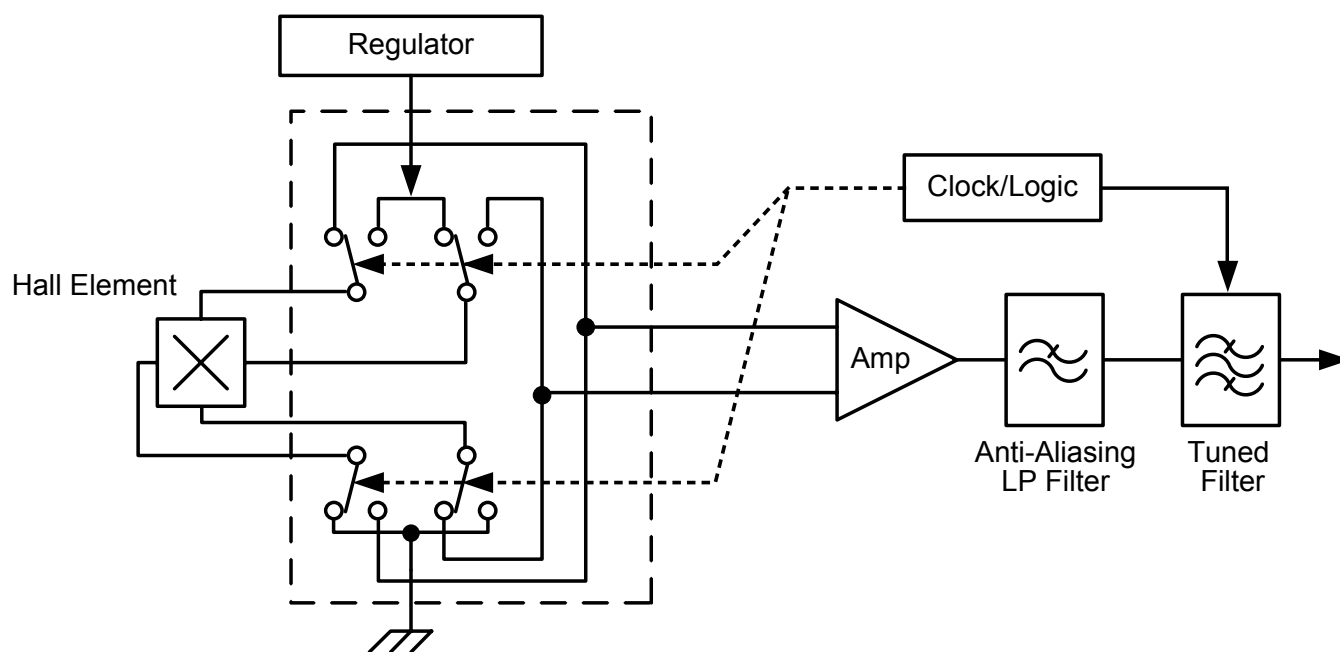 Regulator
Clock/Logic
Hall Element
Amp
Anti-Aliasing
LP Filter
Tuned
Filter